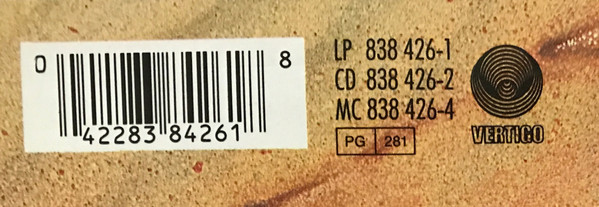 0 42283 84261 8
LP 838 426-1
CD 838 426-2
MC 838 426-4
PG 281
VERTIGO